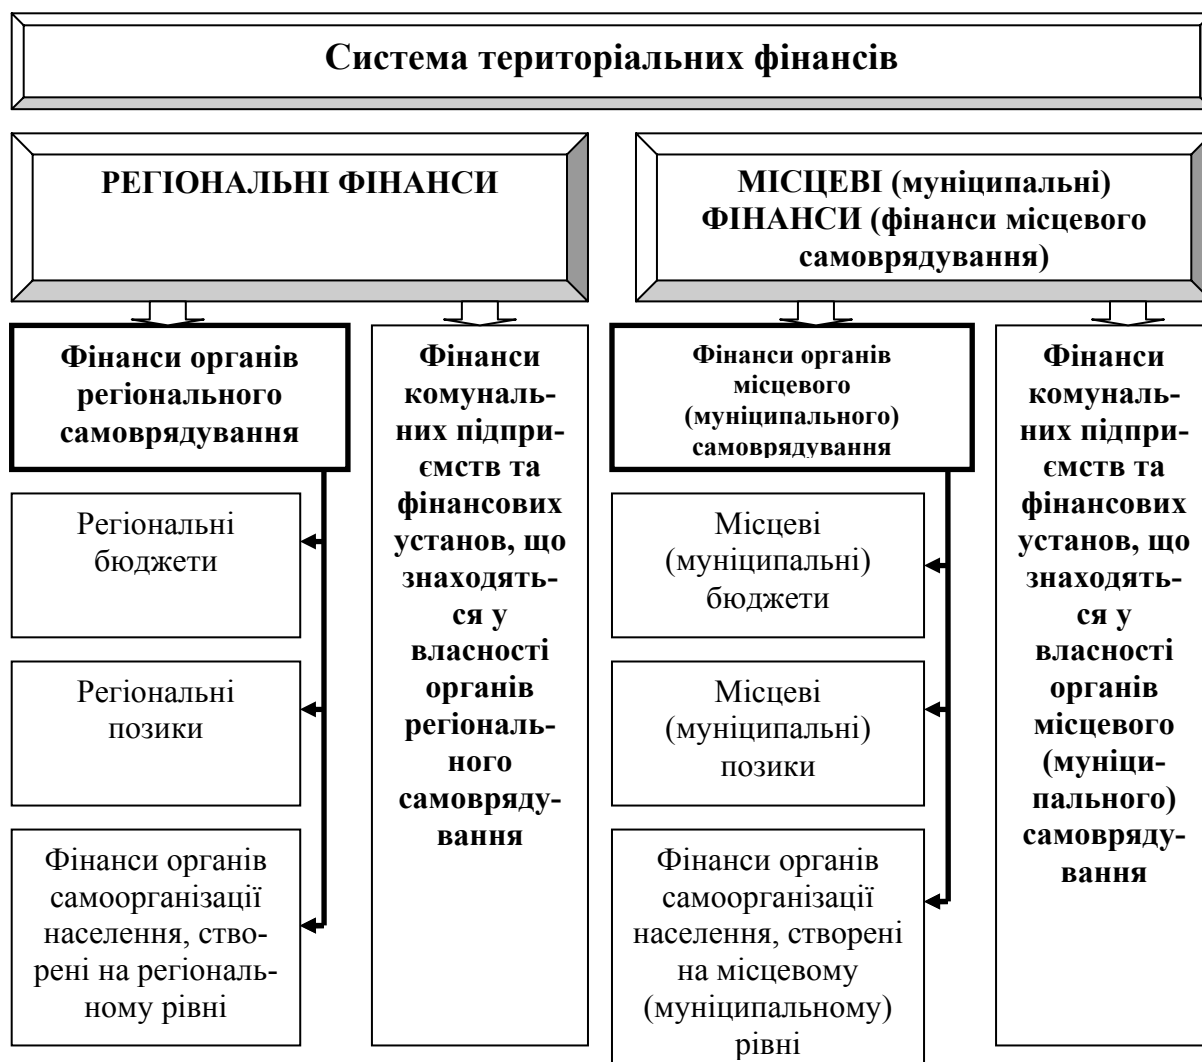 Система територіальних фінансів
РЕГІОНАЛЬНІ ФІНАНСИ
МІСЦЕВІ (муніципальні)
ФІНАНСИ (фінанси місцевого
самоврядування)
Фінанси органів
регіонального
самоврядування
Регіональні
бюджети
Регіональні
позики
Фінанси органів
самоорганізації
населення, ство-
рені на регіональ-
ному рівні
Фінанси
комуналь-
них підпри-
ємств та
фінансових
установ, що
знаходять-
ся у
власності
органів
регіональ-
ного
самовряду-
вання
Фінанси органів
місцевого
(муніципального)
самоврядування
Місцеві
(муніципальні)
бюджети
Місцеві
(муніципальні)
позики
Фінанси органів
самоорганізації
населення, створені
на місцевому
(муніципальному)
рівні
Фінанси
комуналь-
них підпри-
ємств та
фінансових
установ, що
знаходять-
ся у
власності
органів
місцевого
(муніци-
пального)
самовряду-
вання